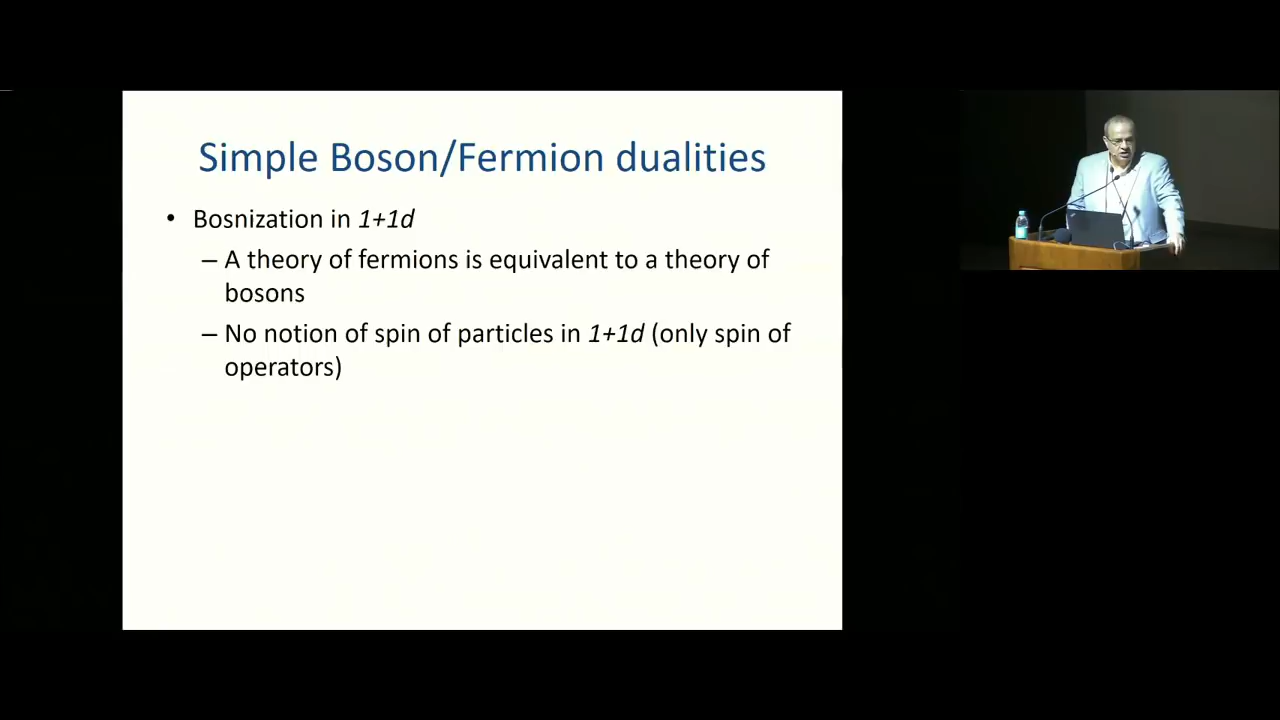 Simple Boson/Fermion dualities
• Bosnization in 1+1d
– A theory of fermions is equivalent to a theory of
bosons
– No notion of spin of particles in 1+1d (only spin of
operators)